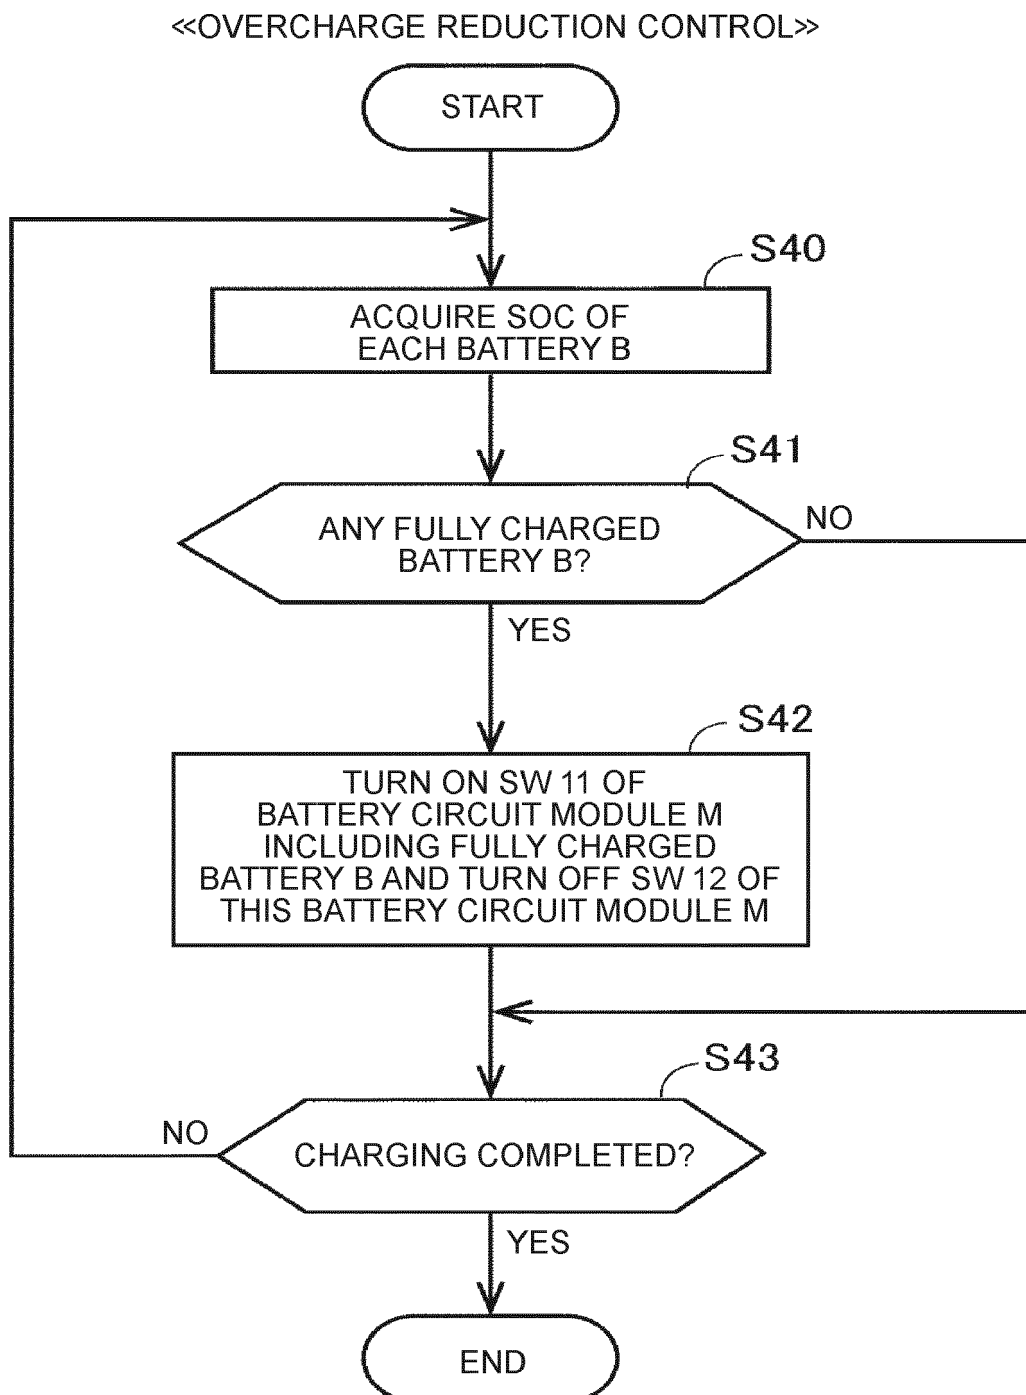 «OVERCHARGE REDUCTION CONTROL»
START
S40
ACQUIRE SOC OF
EACH BATTERY B
S41
ANY FULLY CHARGED
BATTERY B?
NO
YES
S42
TURN ON SW 11 OF
BATTERY CIRCUIT MODULE M
INCLUDING FULLY CHARGED
BATTERY B AND TURN OFF SW 12 OF
THIS BATTERY CIRCUIT MODULE M
S43
NO
CHARGING COMPLETED?
YES
END